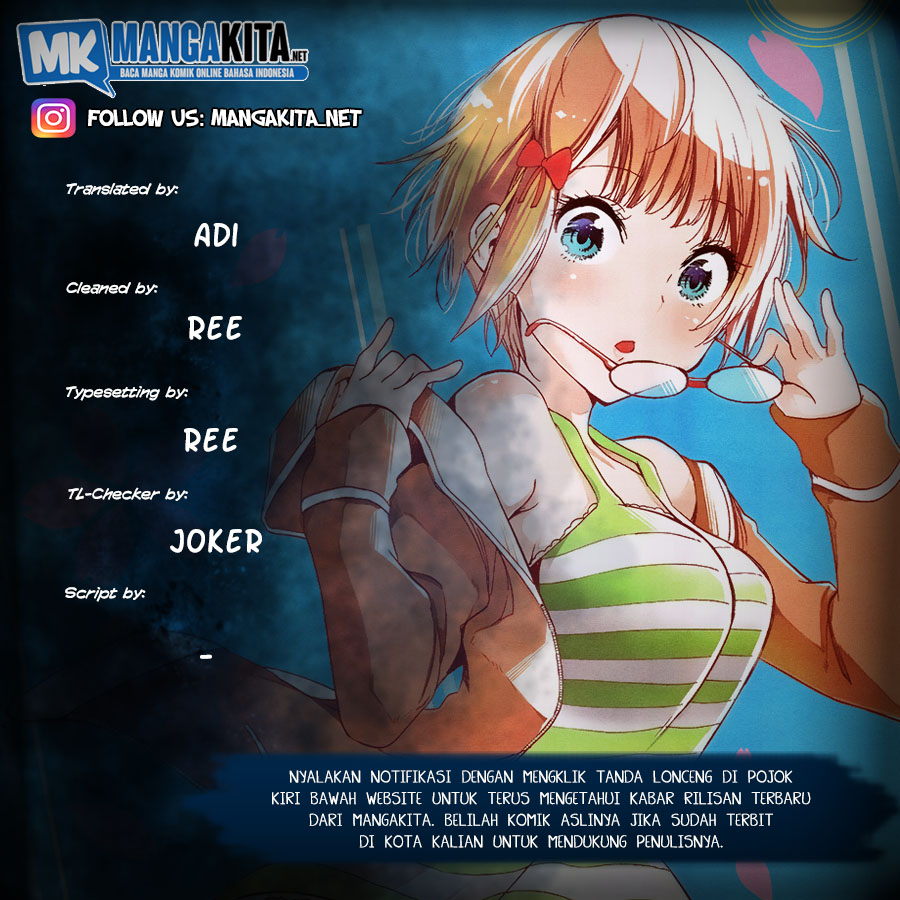 MK MANGAKITA.NET
BACA MANGA KOMIK ONLINE BAHASA INDONESIA
FOLLOW US: MANGAKITA_NET
Translated by:
ADI
Cleaned by:
REE
Typesetting by:
REE
TL-Checker by:
JOKER
Script by:
-
NYALAKAN NOTIFIKASI DENGAN MENGKLIK TANDA LONCENG DI POJOK
KIRI BAWAH WEBSITE UNTUK TERUS MENGETAHUI KABAR RILISAN TERBARU
DARI MANGAKITA. BELILAH KOMIK ASLINYA JIKA SUDAH TERBIT
DI KOTA KALIAN UNTUK MENDUKUNG PENULISNYA.